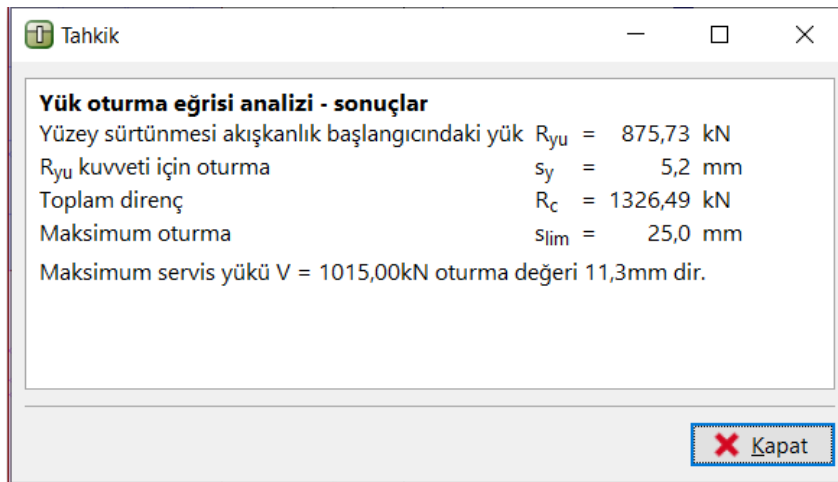 Tahkik
Yük oturma eğrisi analizi - sonuçlar
Yüzey sürtünmesi akışkanlık başlangıcındaki yük Ryu = 875,73 kN
Ryu kuvveti için oturma sy = 5,2 mm
Toplam direnç Rc = 1326,49 kN
Maksimum oturma slim = 25,0 mm
Maksimum servis yükü V = 1015,00kN oturma değeri 11,3mm dir.
Kapat